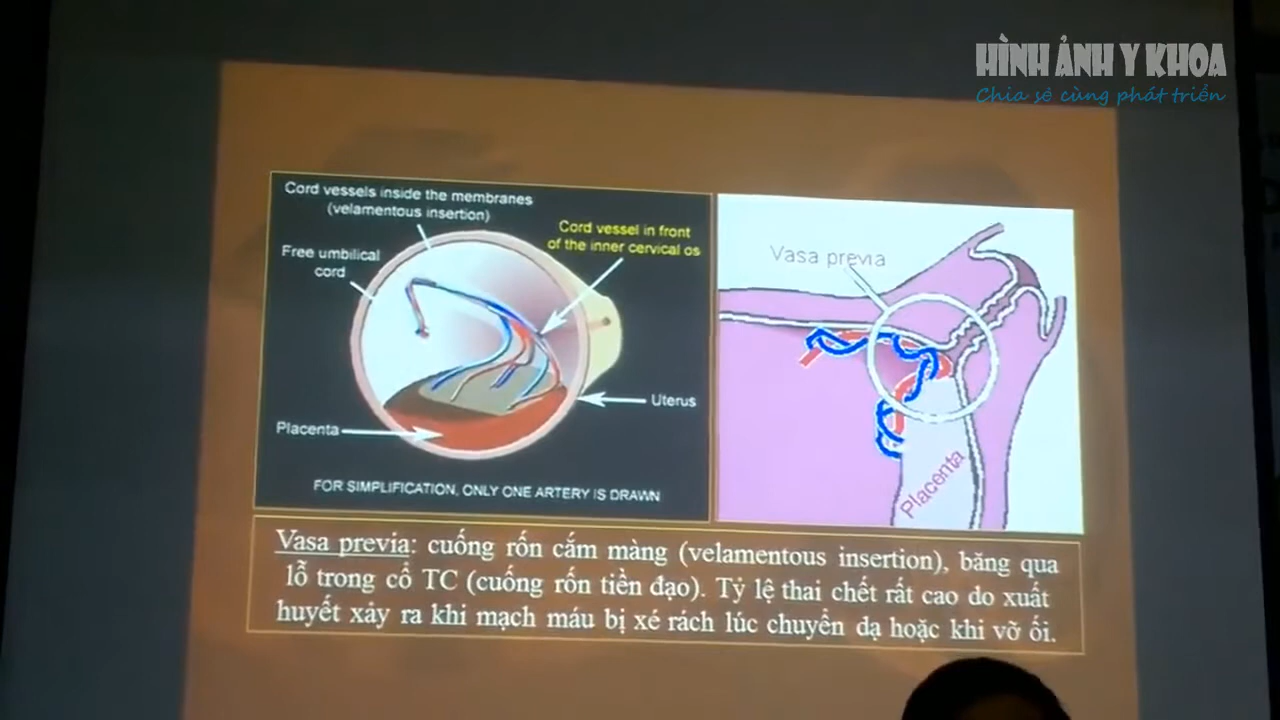 HÌNH ẢNH Y KHOA
Chia sẻ cùng phát triển
Cord vessels inside the membranes
(velamentous insertion)
Cord vessel in front
of the inner cervical os
Free umbilical
cord
Uterus
Placenta
FOR SIMPLIFICATION, ONLY ONE ARTERY IS DRAWN
Vasa previa
Placenta
Vasa previa: cuống rốn cắm màng (velamentous insertion), băng qua
lỗ trong cổ TC (cuống rốn tiền đạo). Tỷ lệ thai chết rất cao do xuất
huyết xảy ra khi mạch máu bị xé rách lúc chuyển dạ hoặc khi vỡ ối.